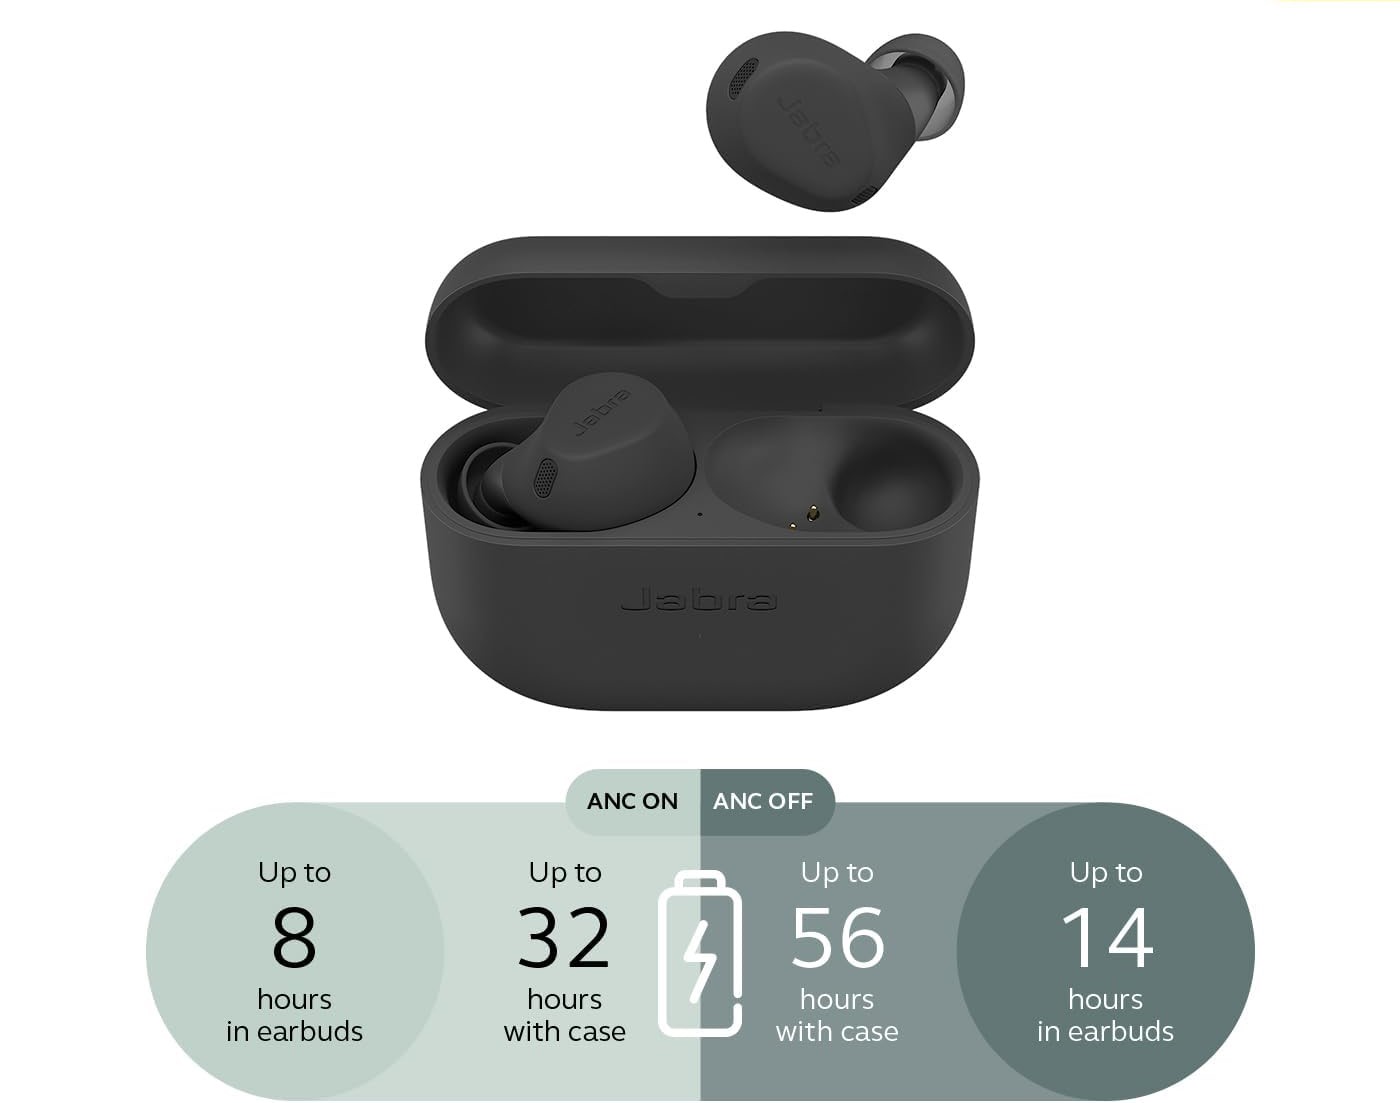 Jabra
Jabra
Jabra
ANC ON
ANC OFF
Up to
8
hours
in earbuds
Up to
32
hours
with case
Up to
56
hours
with case
Up to
14
hours
in earbuds